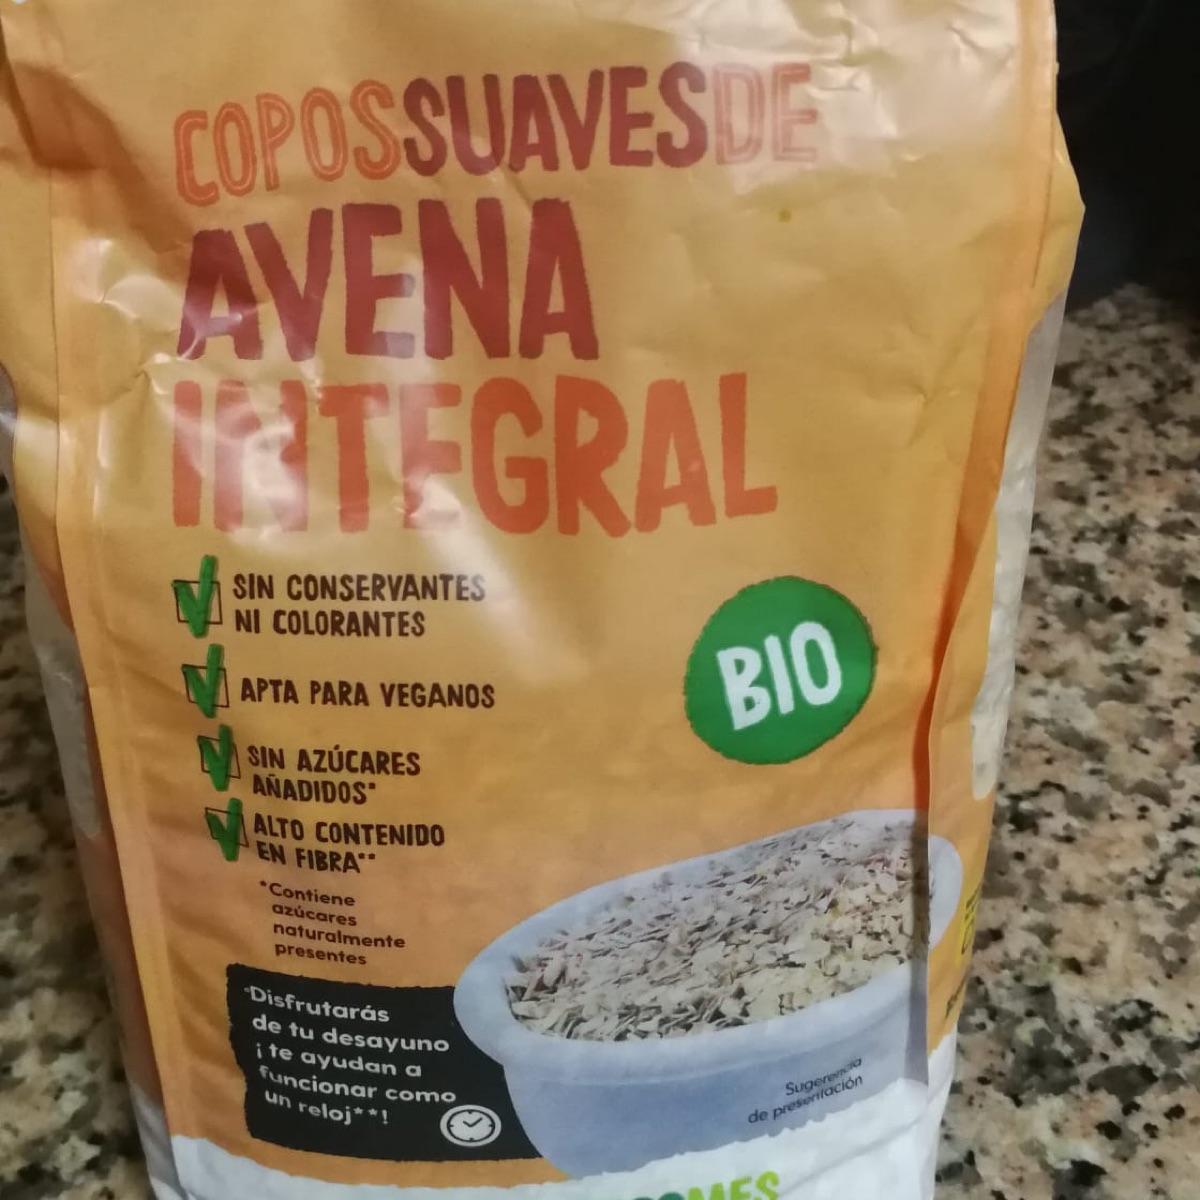 COPOS SUAVES DE
AVENA
INTEGRAL
SIN CONSERVANTES
NI COLORANTES
APTA PARA VEGANOS
SIN AZÚCARES
AÑADIDOS*
ALTO CONTENIDO
EN FIBRA**
*Contiene
azúcares
naturalmente
presentes
BIO
Disfrutarás
de tu desayuno
¡te ayudan a
funcionar como
un reloj**!
Sugerencia
de presentación